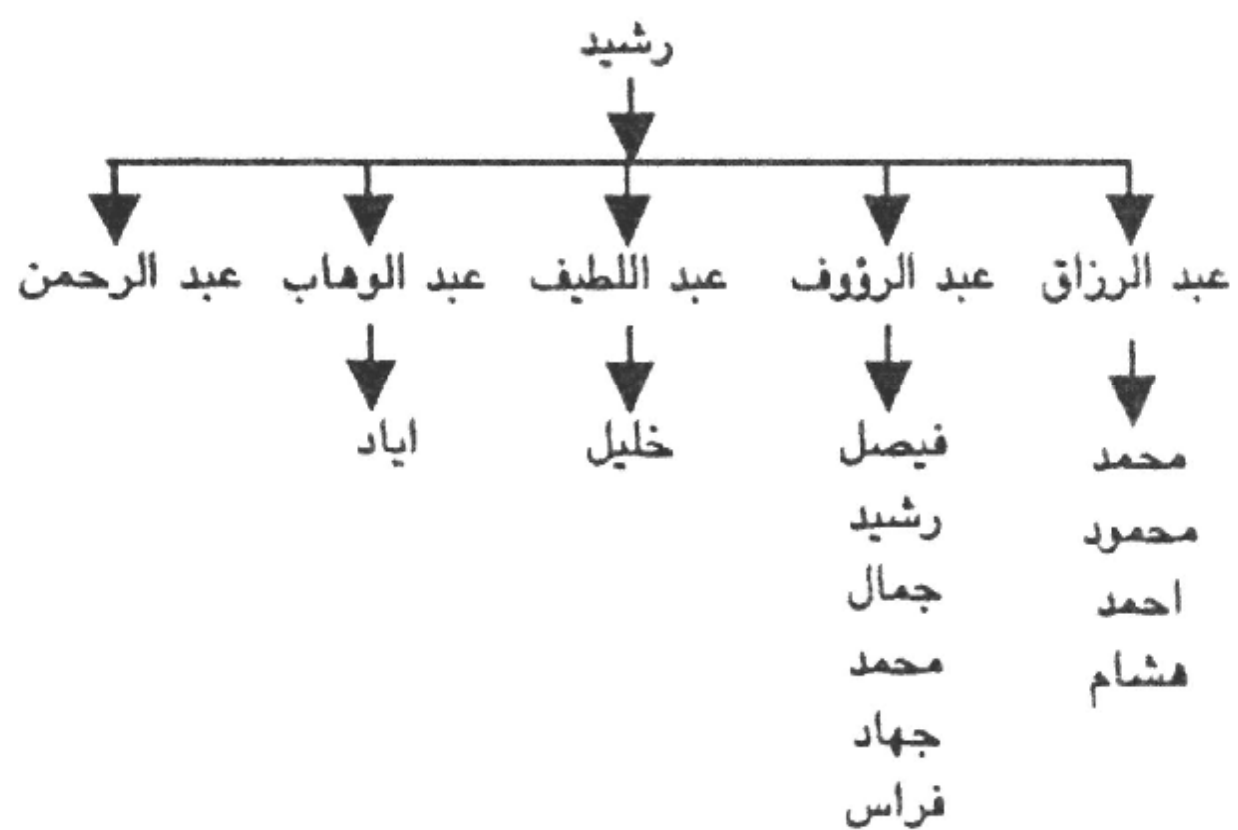 رشيد
عبد الرزاق
عبد الرؤوف
عبد اللطيف
عبد الوهاب
عبد الرحمن
محمد
محمود
احمد
هشام
فيصل
رشيد
جمال
محمد
جهاد
فراس
خليل
اياد